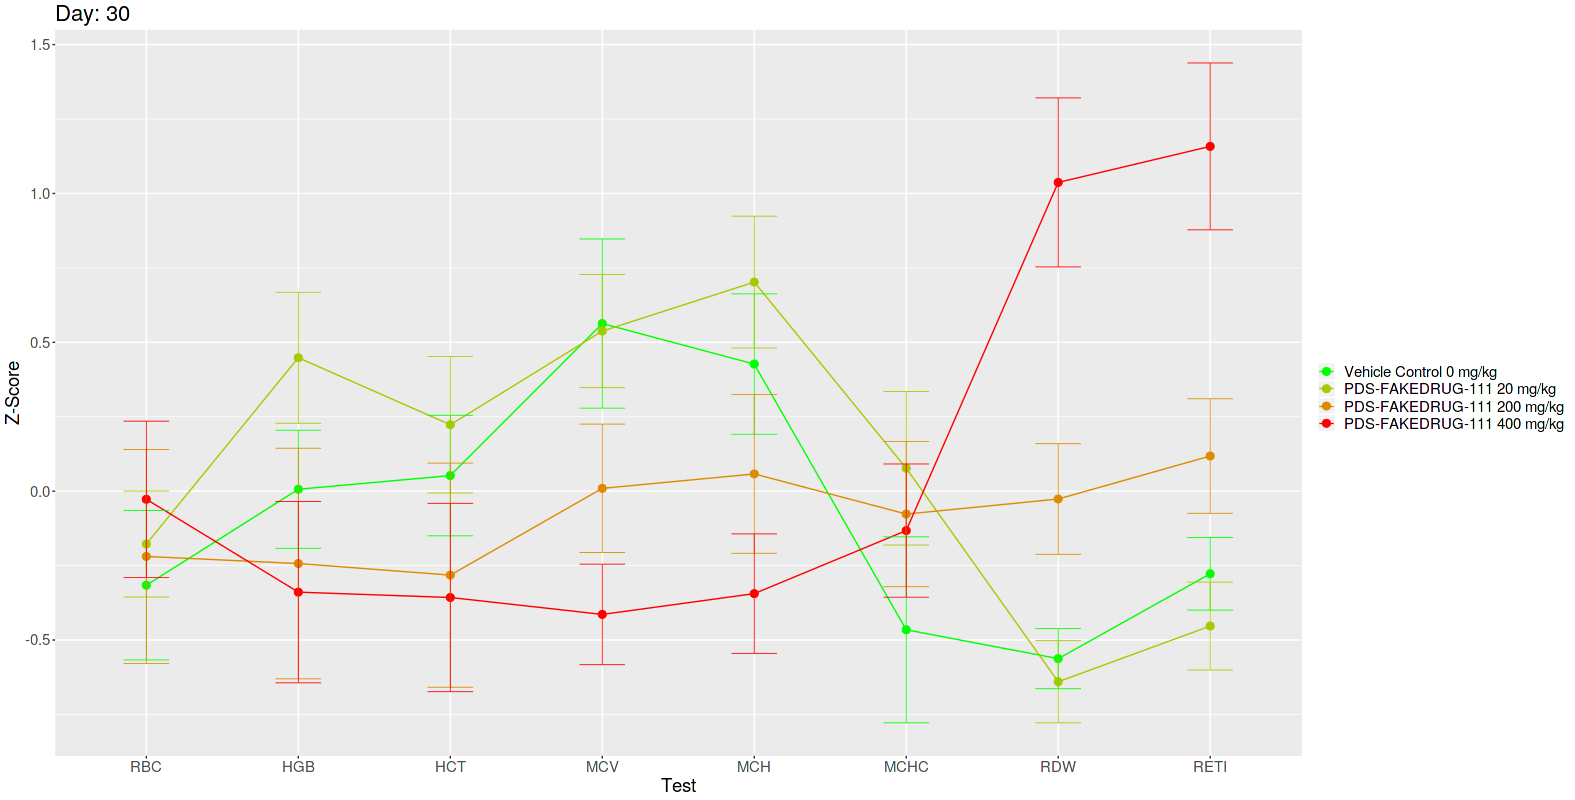 Day: 30
1.5
1.0
0.5
0.0
-0.5
Z-Score
RBC HGB HCT MCV MCH MCHC RDW RETI
Test
Vehicle Control 0 mg/kg
PDS-FAKEDRUG-111 20 mg/kg
PDS-FAKEDRUG-111 200 mg/kg
PDS-FAKEDRUG-111 400 mg/kg